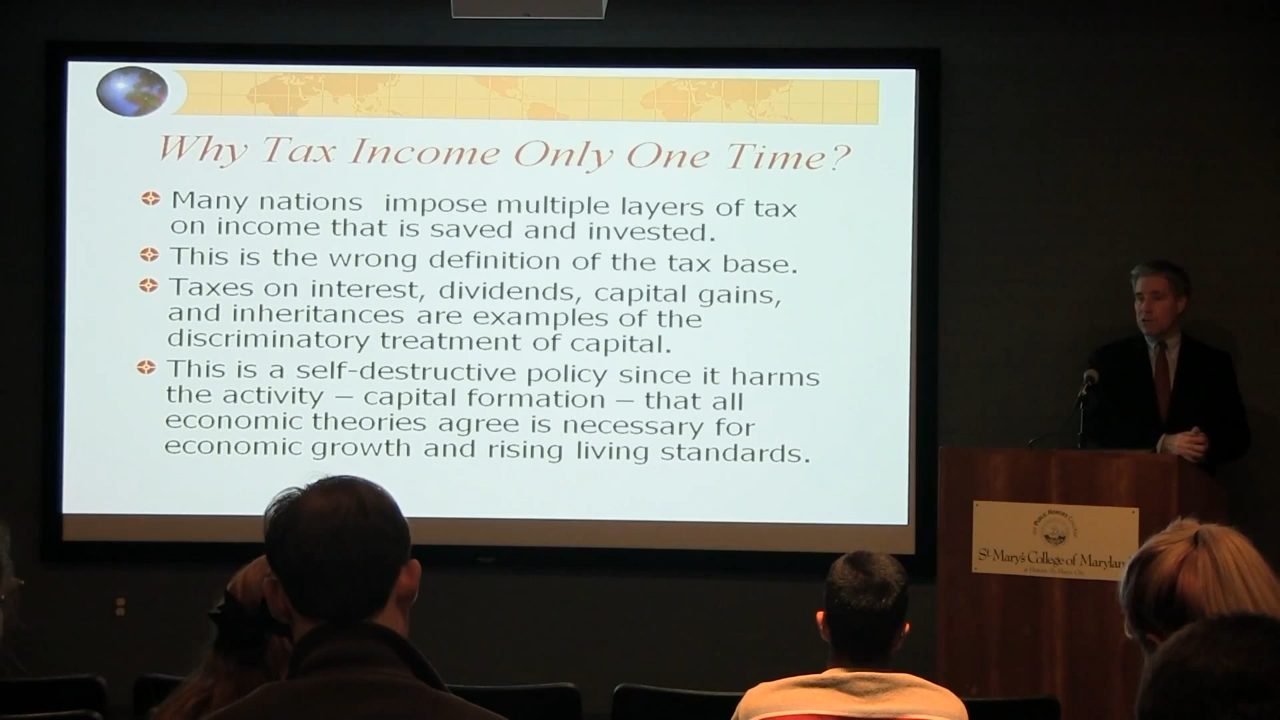 Why Tax Income Only One Time?
Many nations impose multiple layers of tax
on income that is saved and invested.
This is the wrong definition of the tax base.
Taxes on interest, dividends, capital gains,
and inheritances are examples of the
discriminatory treatment of capital.
This is a self-destructive policy since it harms
the activity – capital formation – that all
economic theories agree is necessary for
economic growth and rising living standards.
St. Mary's College of Marylan